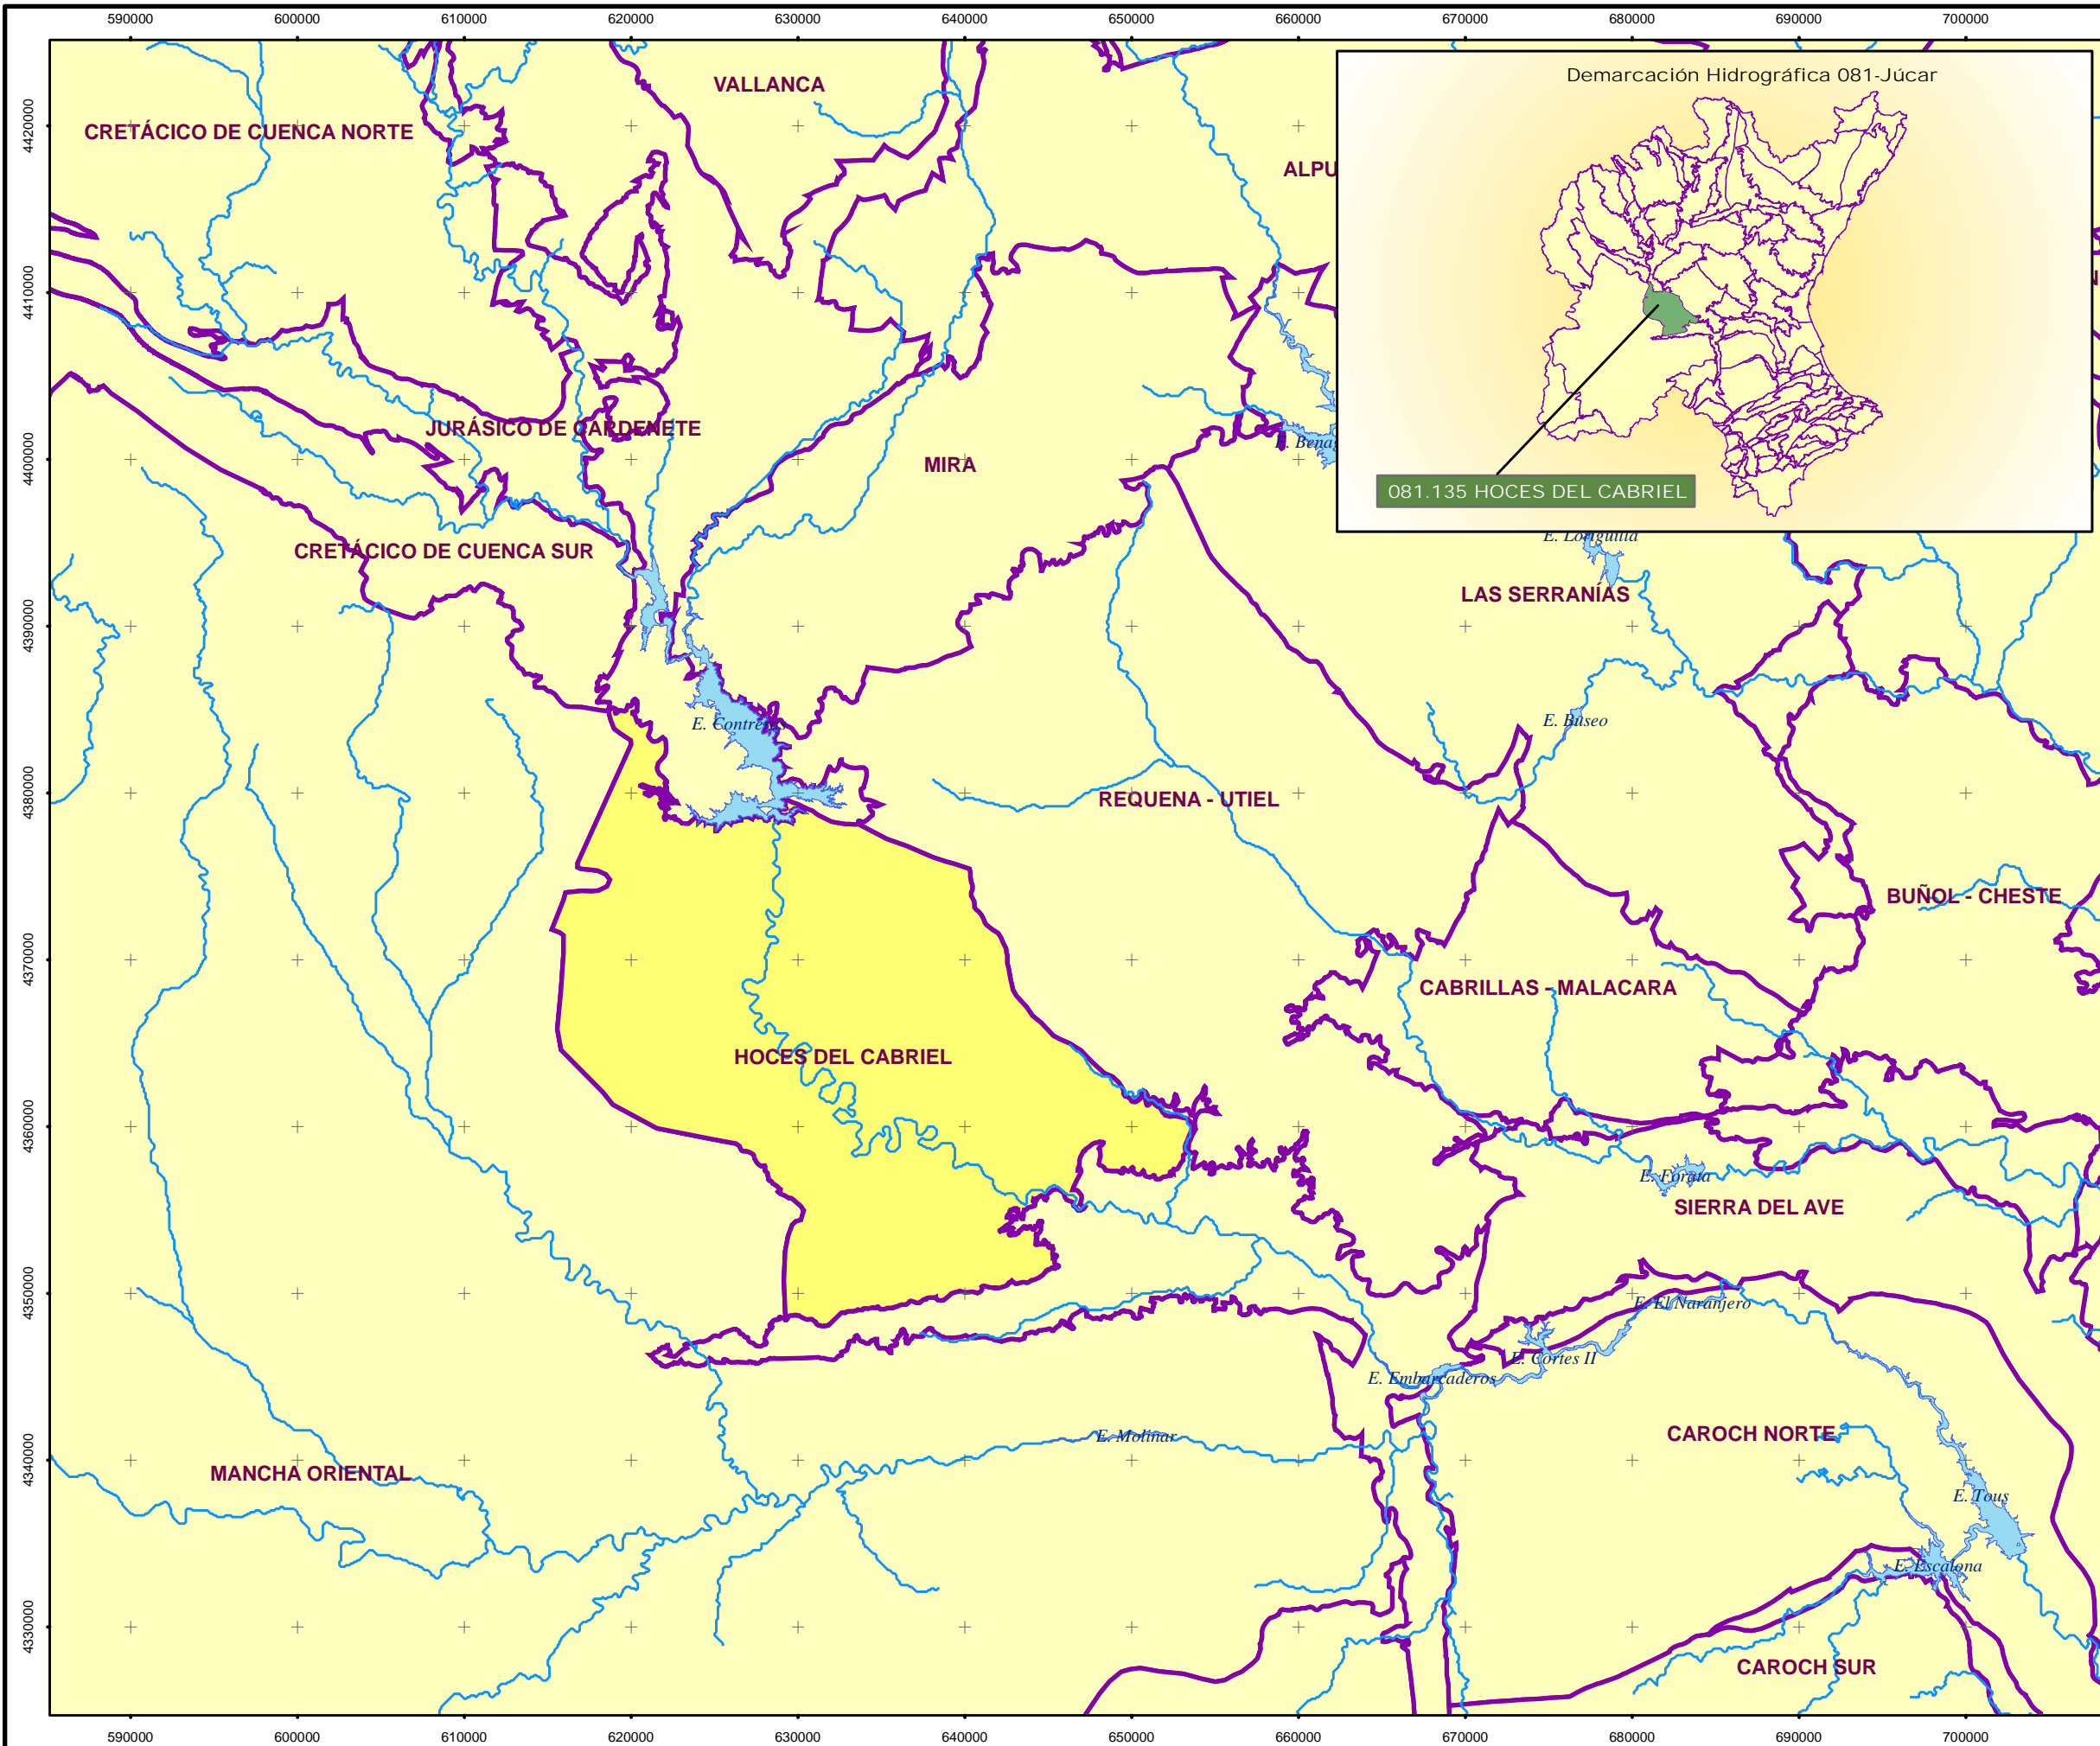 590000 600000 610000 620000 630000 640000 650000 660000 670000 680000 690000 700000
Demarcación Hidrográfica 081-Júcar
VALLANCA
4420000
CRETÁCICO DE CUENCA NORTE
ALPU
4410000
JURÁSICO DE CARDENETE
E. Bena
4400000
MIRA
081.135 HOCES DEL CABRIEL
E. Loriguilla
CRETÁCICO DE CUENCA SUR
LAS SERRANÍAS
4390000
E. Contreras
E. Buseo
4380000
REQUENA - UTIEL
BUÑOL - CHESTE
4370000
CABRILLAS - MALACARA
HOCES DEL CABRIEL
4360000
E. Forata
SIERRA DEL AVE
4350000
E. El Naranjero
E. Cortes II
E. Embarcaderos
CAROCH NORTE
E. Molinar
4340000
MANCHA ORIENTAL
E. Tous
E. Escalona
4330000
CAROCH SUR
590000 600000 610000 620000 630000 640000 650000 660000 670000 680000 690000 700000